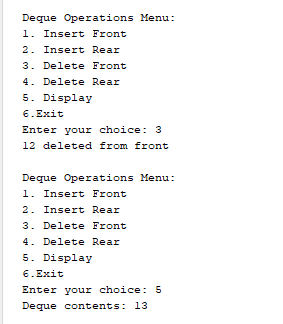 Deque Operations Menu:
1. Insert Front
2. Insert Rear
3. Delete Front
4. Delete Rear
5. Display
6.Exit
Enter your choice: 3
12 deleted from front

Deque Operations Menu:
1. Insert Front
2. Insert Rear
3. Delete Front
4. Delete Rear
5. Display
6.Exit
Enter your choice: 5
Deque contents: 13